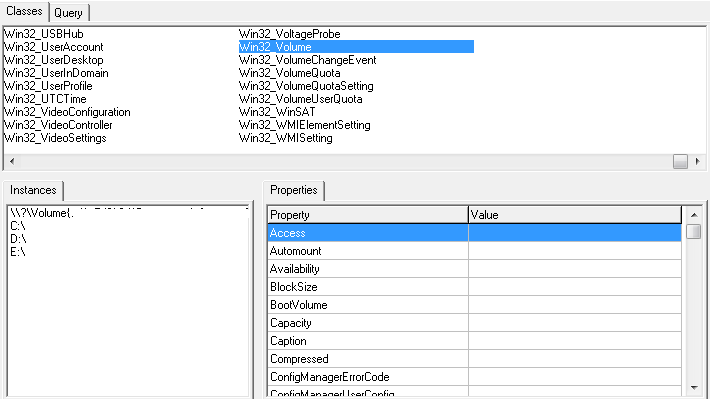 Classes Query
Win32_USBHub
Win32_UserAccount
Win32_UserDesktop
Win32_UserInDomain
Win32_UserProfile
Win32_UTCTime
Win32_VideoConfiguration
Win32_VideoController
Win32_VideoSettings
Win32_VoltageProbe
Win32_Volume
Win32_VolumeChangeEvent
Win32_VolumeQuota
Win32_VolumeQuotaSetting
Win32_VolumeUserQuota
Win32_WinSAT
Win32_WMIElementSetting
Win32_WMISetting
Instances
\\?\Volume{
C:\
D:\
E:\
Properties
Property Value
Access
Automount
Availability
BlockSize
BootVolume
Capacity
Caption
Compressed
ConfigManagerErrorCode
ConfigManagerUserConfig